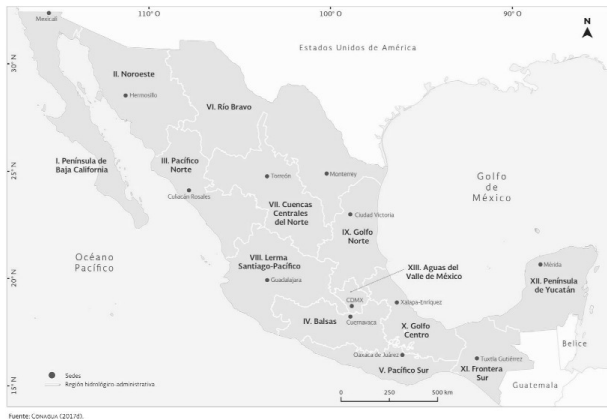 110° O
100° O
90° O
N
30° N
25° N
20° N
15° N
Mexicali
Estados Unidos de América
II. Noroeste
Hermosillo
VI. Río Bravo
I. Península de
Baja California
III. Pacífico
Norte
Culiacán Rosales
Torreón
Monterrey
Golfo
de
México
VII. Cuencas
Centrales
del Norte
Ciudad Victoria
IX. Golfo
Norte
Océano
Pacífico
VIII. Lerma
Santiago-Pacífico
Guadalajara
XIII. Aguas del
Valle de México
Mérida
XII. Península
de Yucatán
CDMX
Xalapa-Enríquez
IV. Balsas
Cuernavaca
X. Golfo
Centro
Oaxaca de Juárez
V. Pacífico Sur
Tuxtla Gutiérrez
XI. Frontera
Sur
Belice
Guatemala
Sedes
Región hidrológico administrativa
0
250
500 km
Fuente: CONAGUA (2017d).